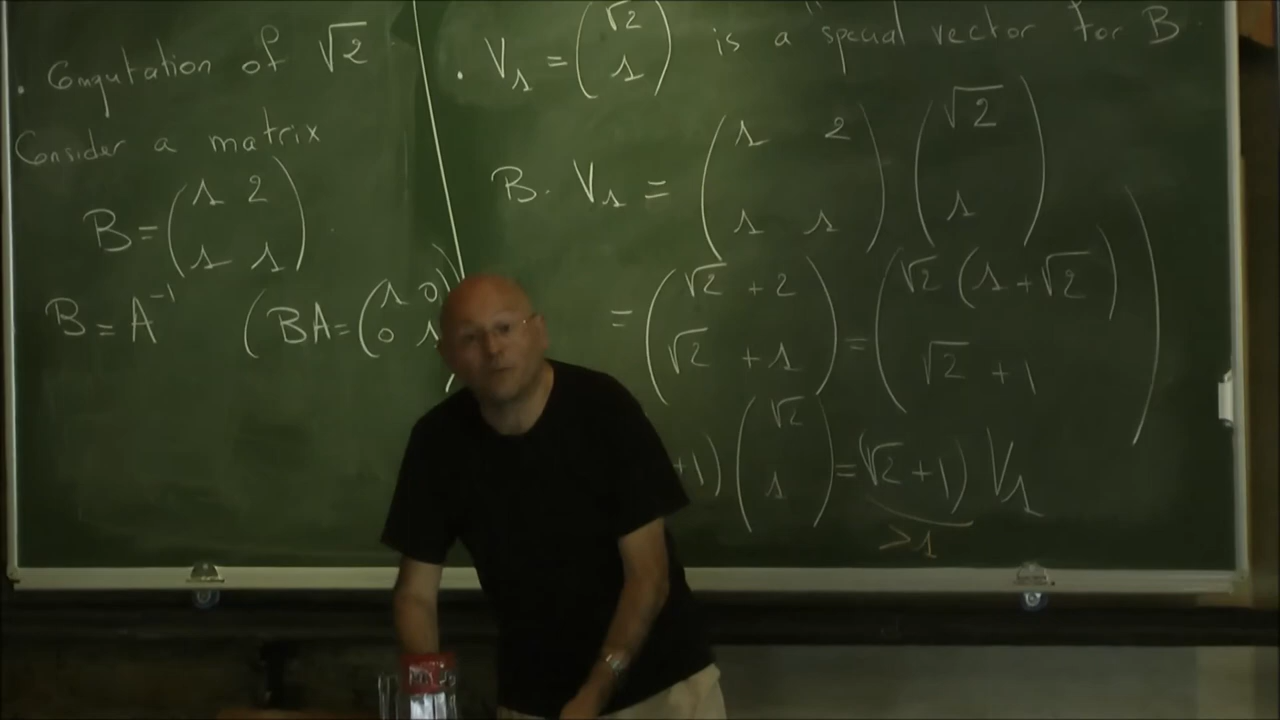 . Computation of √2
Consider a matrix
B = (1 2
1 1)
B = A⁻¹ (BA = (1 0
0 1
. V₁ = (√2
1) is a "special vector for B
B. V₁ = (1 2
1 1) (√2
1)
= (√2 + 2
√2 + 1) = (√2 (1 + √2)
√2 + 1)
+1) (√2
1) = (√2 + 1) V₁
>1